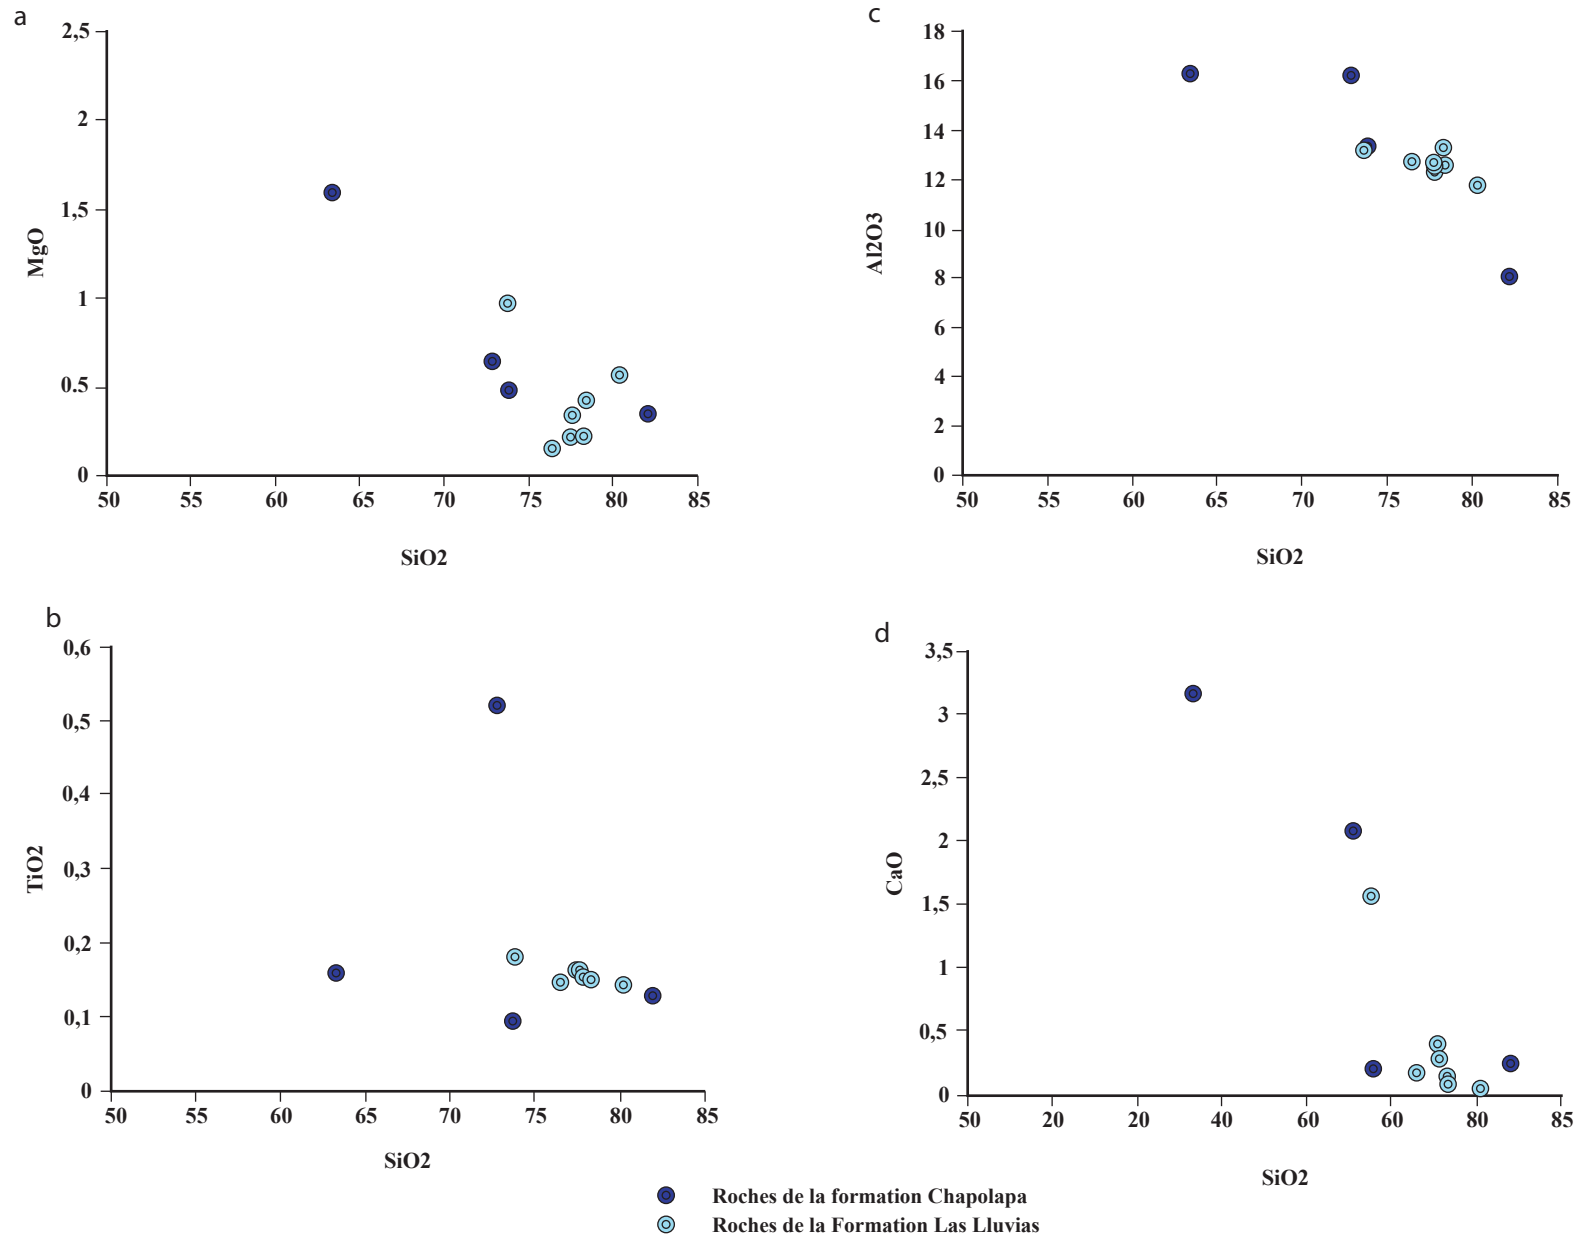 a
2,5
2
1,5
1
0.5
0
MgO
50 55 60 65 70 75 80 85
SiO2
c
18
16
14
12
10
8
6
4
2
0
Al2O3
50 55 60 65 70 75 80 85
SiO2
b
0,6
0,5
0,4
0,3
0,2
0,1
0
TiO2
50 55 60 65 70 75 80 85
SiO2
d
3,5
3
2,5
2
1,5
1
0,5
0
CaO
50 20 20 40 60 60 80 85
SiO2
Roches de la formation Chapolapa
Roches de la Formation Las Lluvias